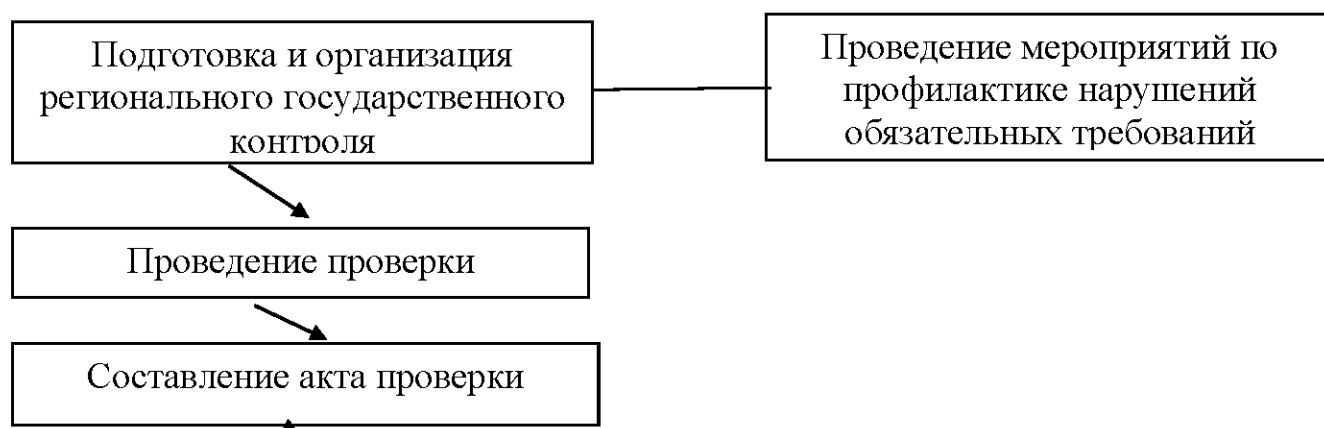 Подготовка и организация
регионального государственного
контроля
Проведение мероприятий по
профилактике нарушений
обязательных требований
Проведение проверки
Составление акта проверки